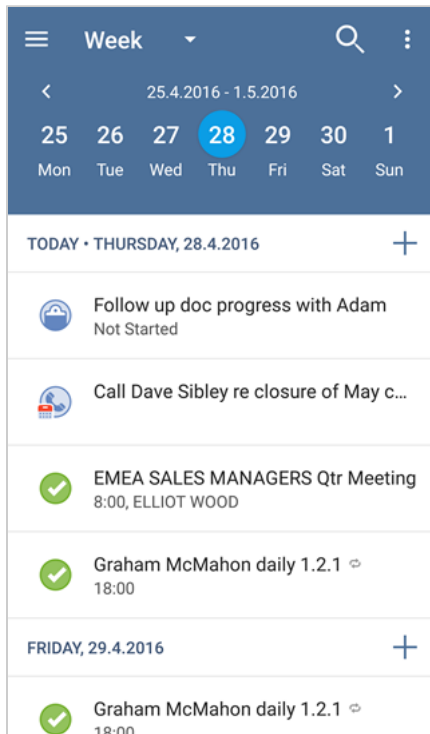 Week
25.4.2016 - 1.5.2016
25 26 27 28 29 30 1
Mon Tue Wed Thu Fri Sat Sun
TODAY • THURSDAY, 28.4.2016
Follow up doc progress with Adam
Not Started
Call Dave Sibley re closure of May c...
EMEA SALES MANAGERS Qtr Meeting
8:00, ELLIOT WOOD
Graham McMahon daily 1.2.1
18:00
FRIDAY, 29.4.2016
Graham McMahon daily 1.2.1
18:00